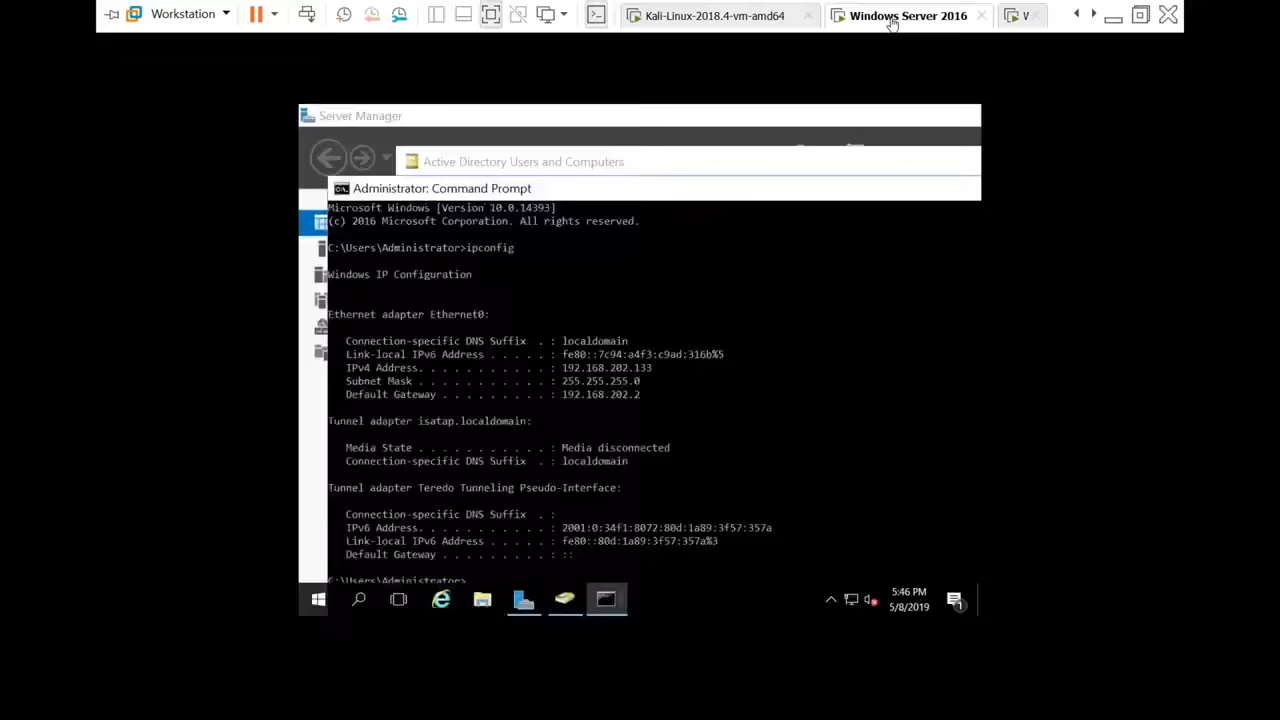 Workstation
Kali-Linux-2018.4-vm-amd64
Windows Server 2016
Server Manager
Active Directory Users and Computers
Administrator: Command Prompt
Microsoft Windows [Version 10.0.14393]
(c) 2016 Microsoft Corporation. All rights reserved.
C:\Users\Administrator>ipconfig
Windows IP Configuration
Ethernet adapter Ethernet0:
Connection-specific DNS Suffix . : localdomain
Link-local IPv6 Address . . . . . : fe80::7c94:a4f3:c9ad:316b%5
IPv4 Address. . . . . . . . . . . : 192.168.202.133
Subnet Mask . . . . . . . . . . . : 255.255.255.0
Default Gateway . . . . . . . . . : 192.168.202.2
Tunnel adapter isatap.localdomain:
Media State . . . . . . . . . . . : Media disconnected
Connection-specific DNS Suffix . : localdomain
Tunnel adapter Teredo Tunneling Pseudo-Interface:
Connection-specific DNS Suffix . :
IPv6 Address. . . . . . . . . . . : 2001:0:34f1:8072:80d:1a89:3f57:357a
Link-local IPv6 Address . . . . . : fe80::80d:1a89:3f57:357a%3
Default Gateway . . . . . . . . . : ::
C:\Users\Administrator>
5:46 PM
5/8/2019
1